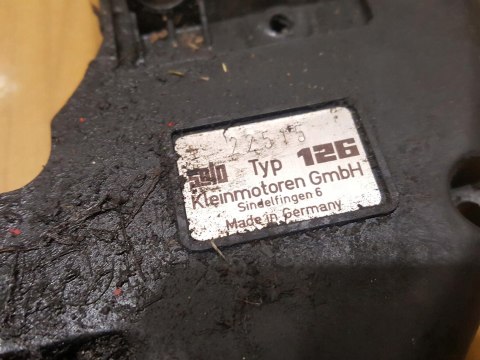 22515
solo Typ 126
Kleinmotoren GmbH
Sindelfingen 6
Made in Germany